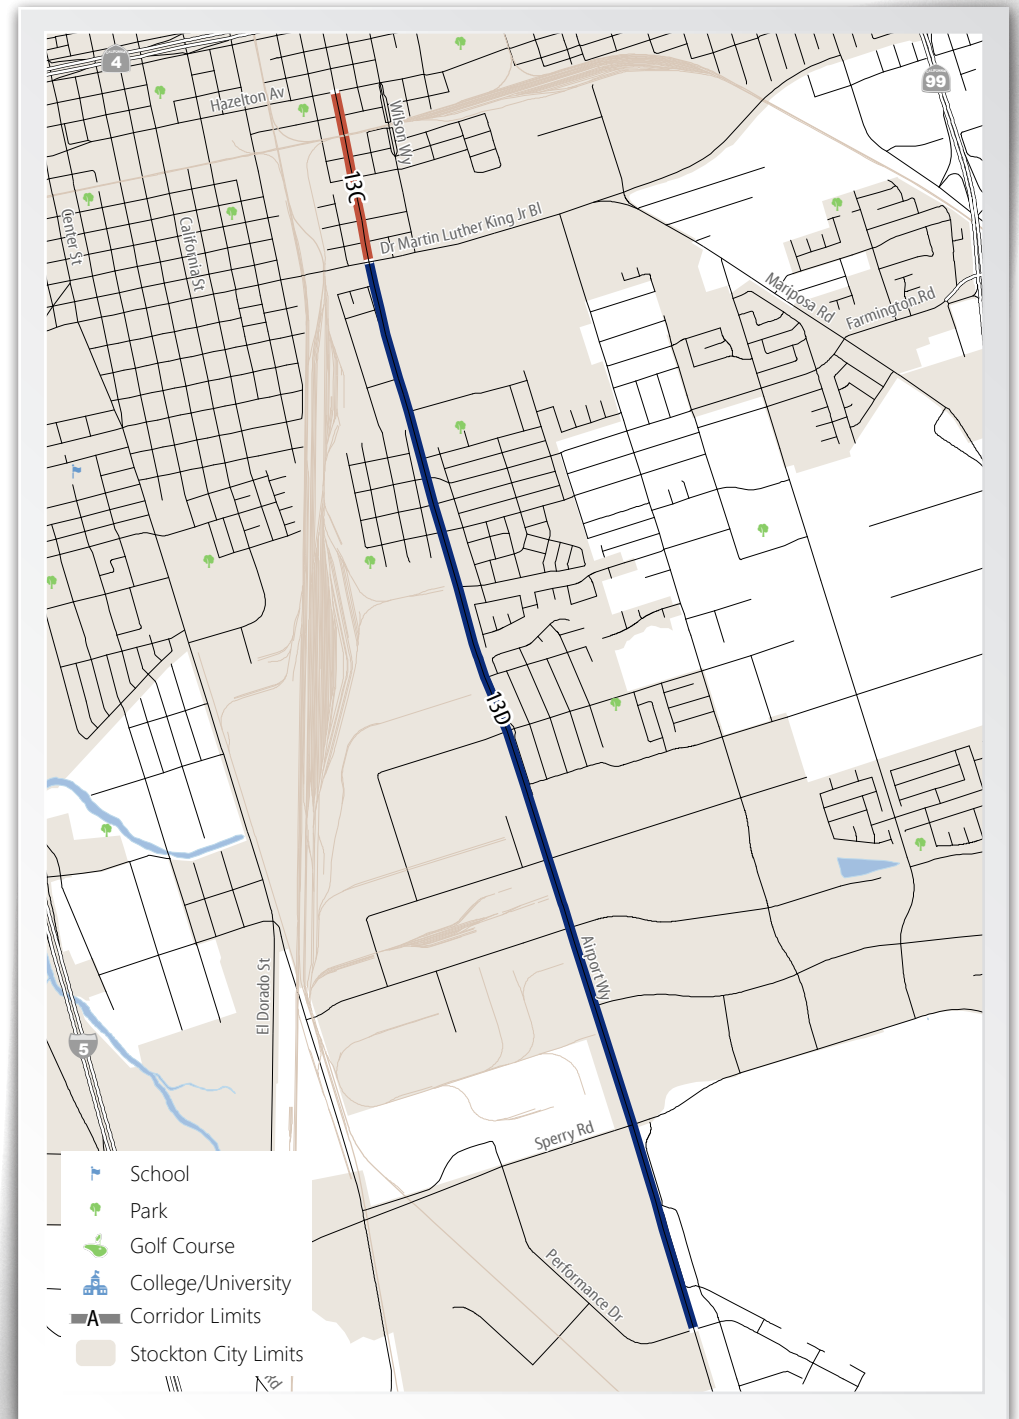 4
99
Hazelton Av
Wilson Wy
13C
Center St
California St
Dr Martin Luther King Jr Bl
Mariposa Rd
Farmington Rd
13D
Airport Wy
El Dorado St
5
Sperry Rd
Performance Dr
School
Park
Golf Course
College/University
A Corridor Limits
Stockton City Limits